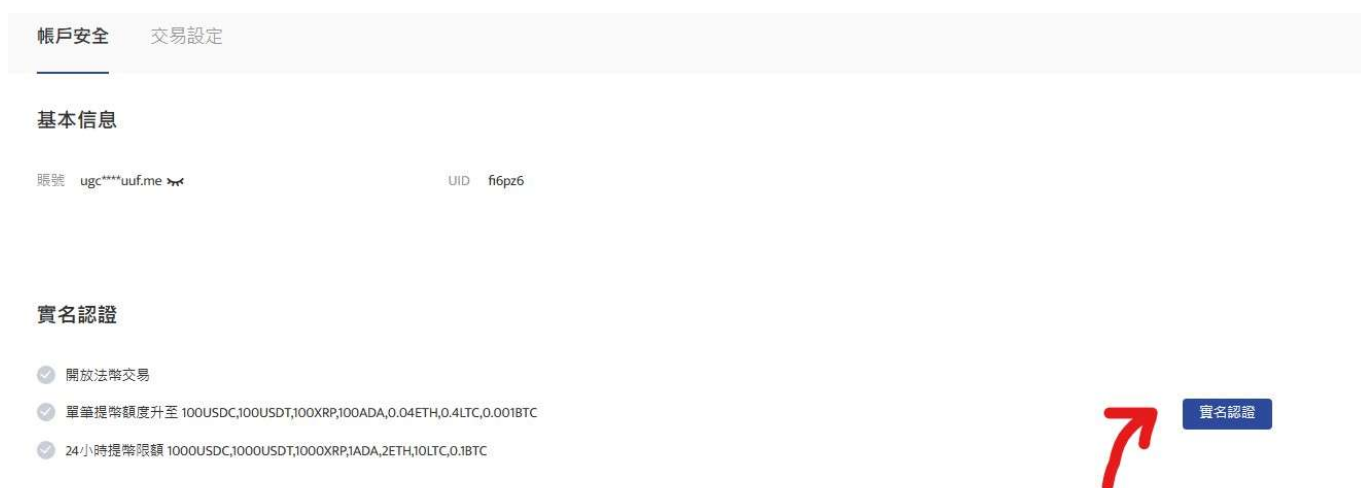 帳戶安全 交易設定
基本信息
賬號 ugc****uuf.me UID fi6pz6
實名認證
開放法幣交易
單筆提幣額度升至 100USDC,100USDT,100XRP,100ADA,0.04ETH,0.4LTC,0.001BTC
實名認證
24小時提幣限額 1000USDC,1000USDT,1000XRP,1ADA,2ETH,10LTC,0.1BTC